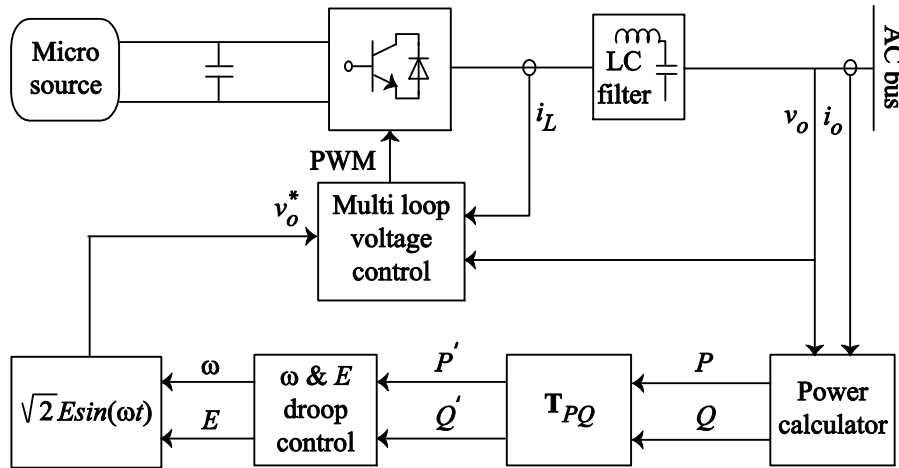 Micro
source
LC
filter
AC bus
i_L
v_o
i_o
PWM
v_o^*
Multi loop
voltage
control
√2 Esin(ωt)
ω
E
ω & E
droop
control
P′
Q′
T_PQ
P
Q
Power
calculator